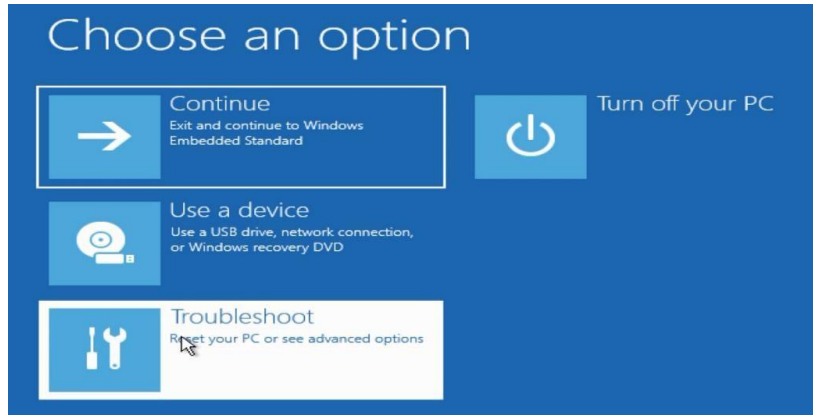 Choose an option
Continue
Exit and continue to Windows
Embedded Standard
Turn off your PC
Use a device
Use a USB drive, network connection,
or Windows recovery DVD
Troubleshoot
Reset your PC or see advanced options